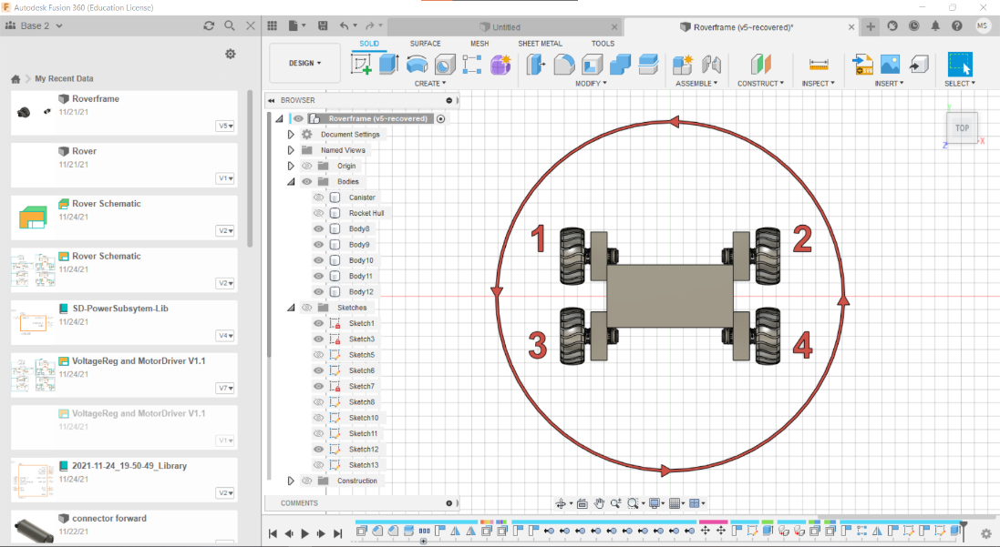 Autodesk Fusion 360 (Education License)
Base 2
Untitled
Roverframe (v5~recovered)*
MS
SOLID SURFACE MESH SHEET METAL TOOLS
DESIGN
CREATE MODIFY ASSEMBLE CONSTRUCT INSPECT INSERT SELECT
My Recent Data
Roverframe
11/21/21
V5
Rover
11/21/21
V1
Rover Schematic
11/24/21
V2
Rover Schematic
11/24/21
V2
SD-PowerSubsytem-Lib
11/24/21
V4
VoltageReg and MotorDriver V1.1
11/24/21
V7
VoltageReg and MotorDriver V1.1
11/24/21
V1
2021-11-24_19-50-49_Library
11/24/21
V2
connector forward
11/22/21
BROWSER
Roverframe (v5~recovered)
Document Settings
Named Views
Origin
Bodies
Canister
Rocket Hull
Body8
Body9
Body10
Body11
Body12
Sketches
Sketch1
Sketch3
Sketch5
Sketch6
Sketch7
Sketch8
Sketch10
Sketch11
Sketch12
Sketch13
Construction
COMMENTS
Y
TOP
Z
X
1
2
3
4